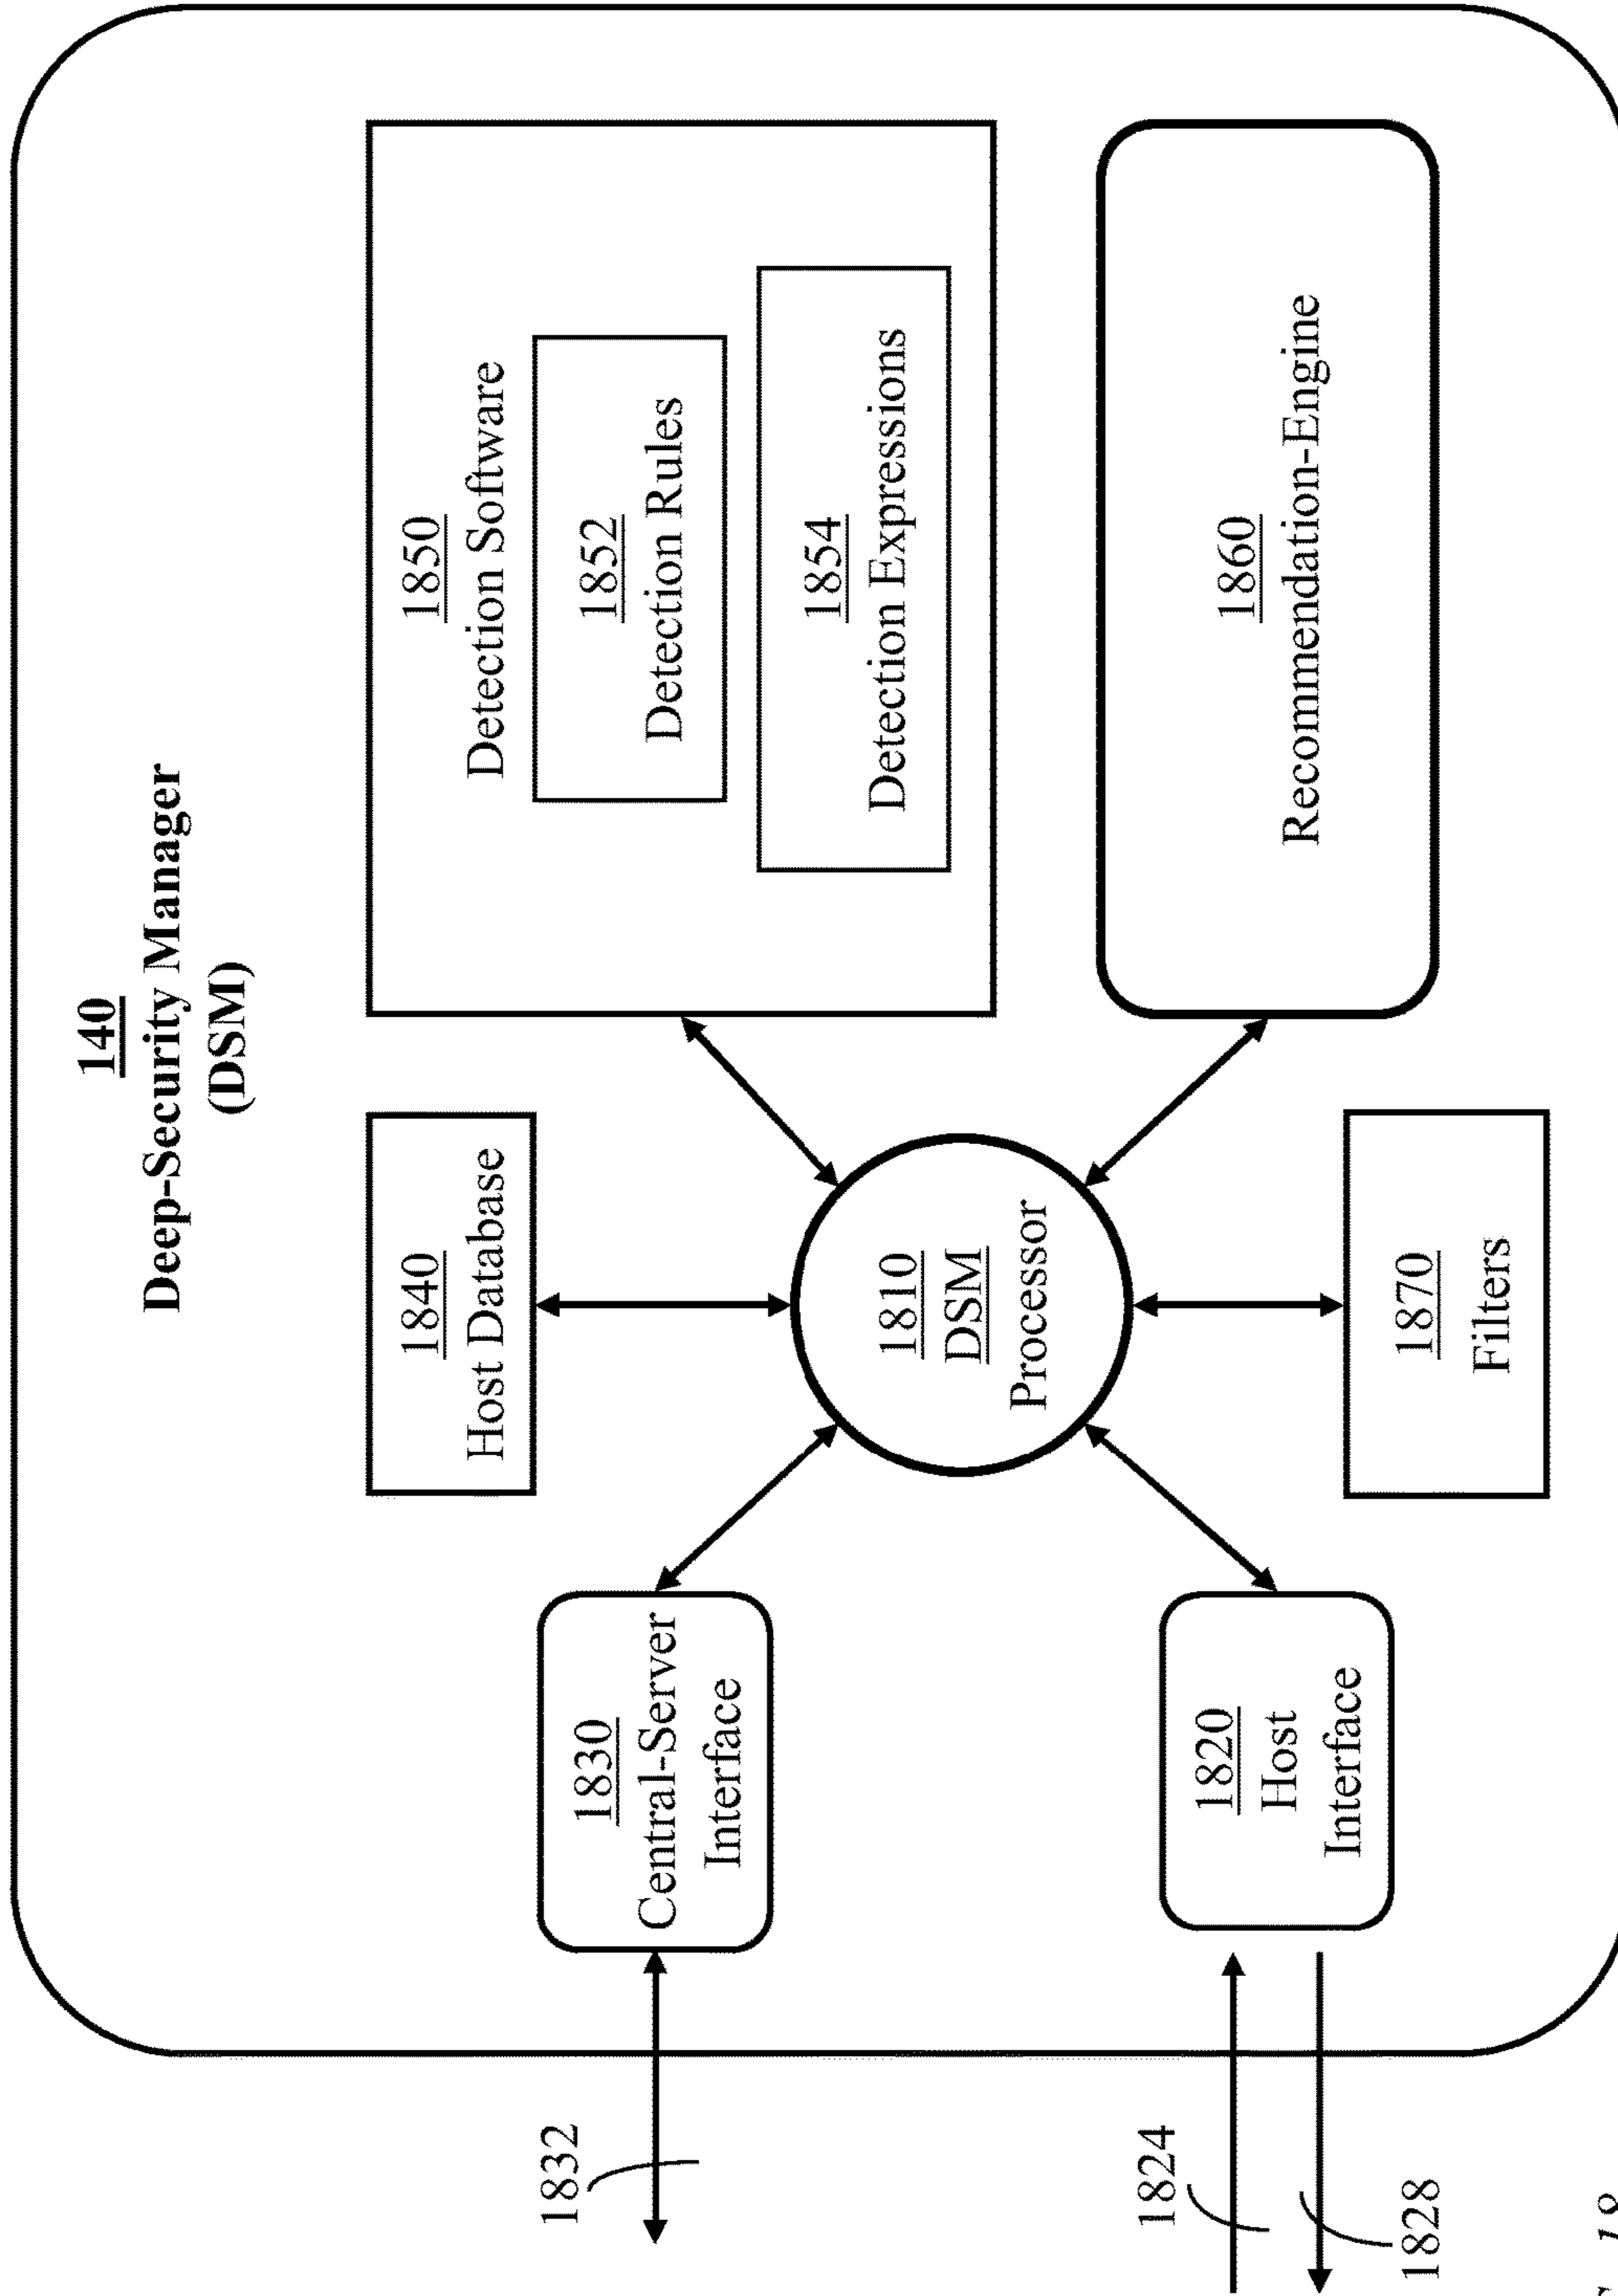 140
Deep-Security Manager
(DSM)
1840
Host Database
1850
Detection Software
1852
Detection Rules
1854
Detection Expressions
1830
Central-Server
Interface
1832
1810
DSM
Processor
1820
Host
Interface
1824
1828
1870
Filters
1860
Recommendation-Engine
18